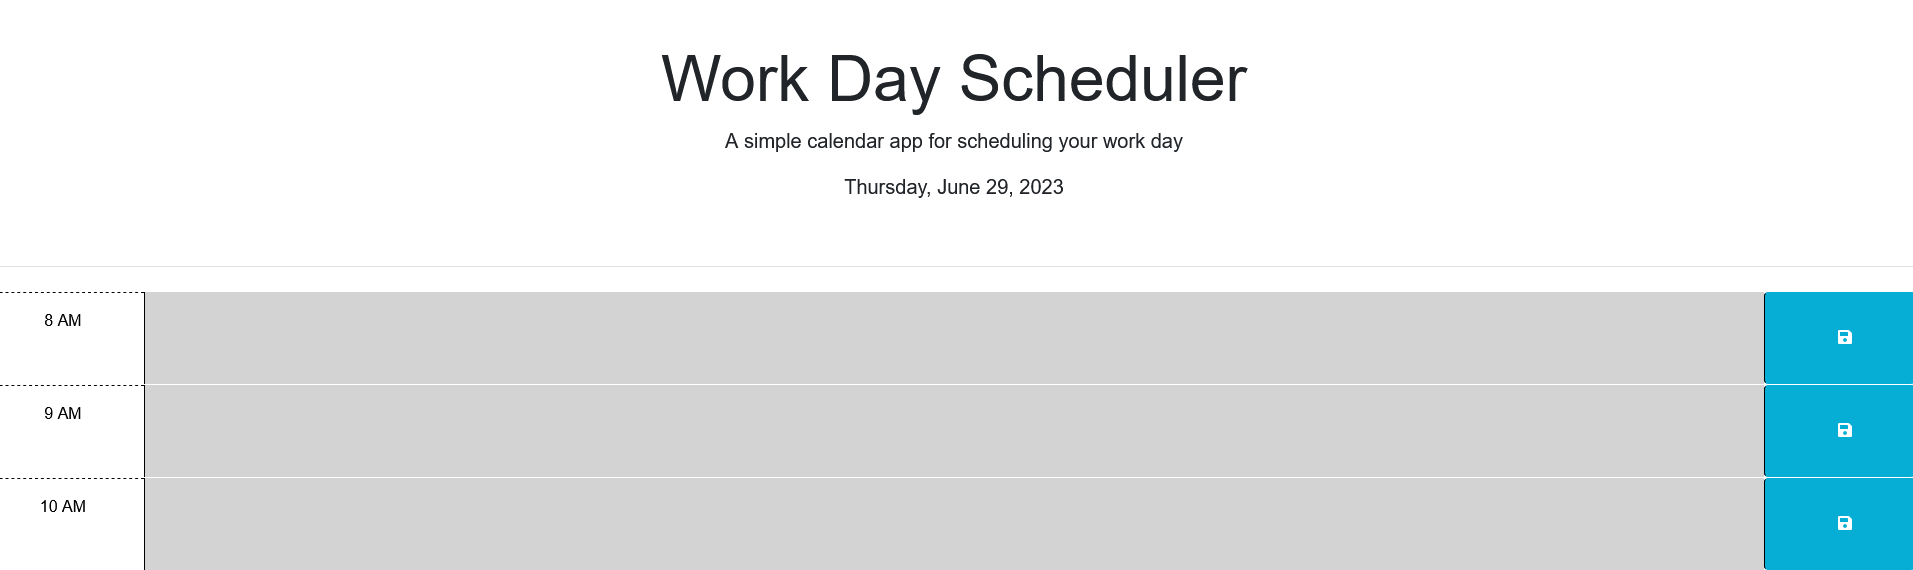 Work Day Scheduler
A simple calendar app for scheduling your work day
Thursday, June 29, 2023
8 AM
9 AM
10 AM